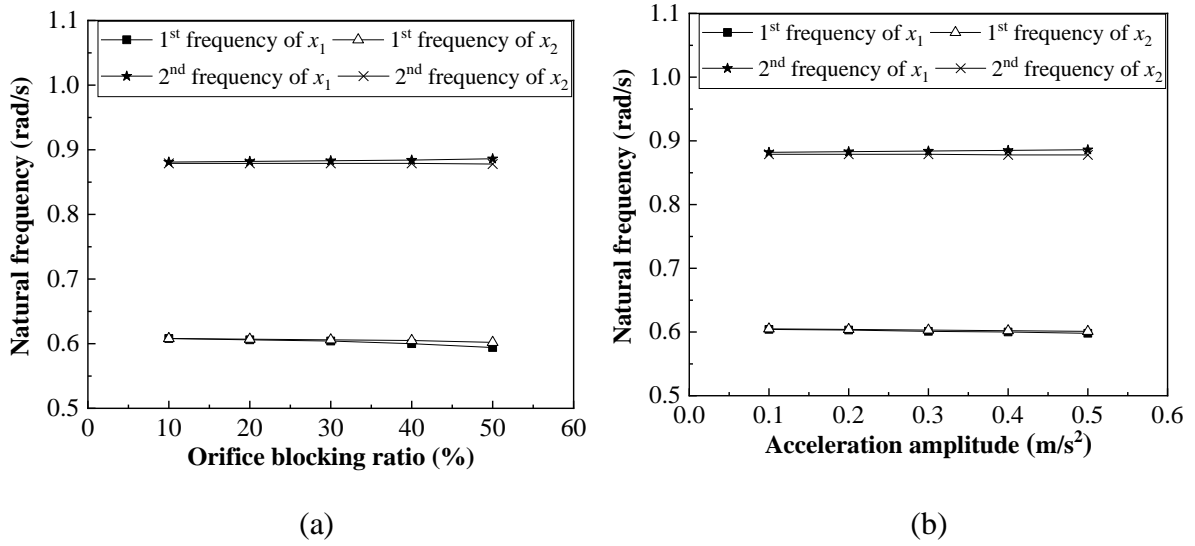 1st frequency of x1 1st frequency of x2
2nd frequency of x1 2nd frequency of x2
1.1
1.0
0.9
0.8
0.7
0.6
0.5
Natural frequency (rad/s)
0 10 20 30 40 50 60
Orifice blocking ratio (%)
(a)
1st frequency of x1 1st frequency of x2
2nd frequency of x1 2nd frequency of x2
1.1
1.0
0.9
0.8
0.7
0.6
0.5
Natural frequency (rad/s)
0.0 0.1 0.2 0.3 0.4 0.5 0.6
Acceleration amplitude (m/s2)
(b)